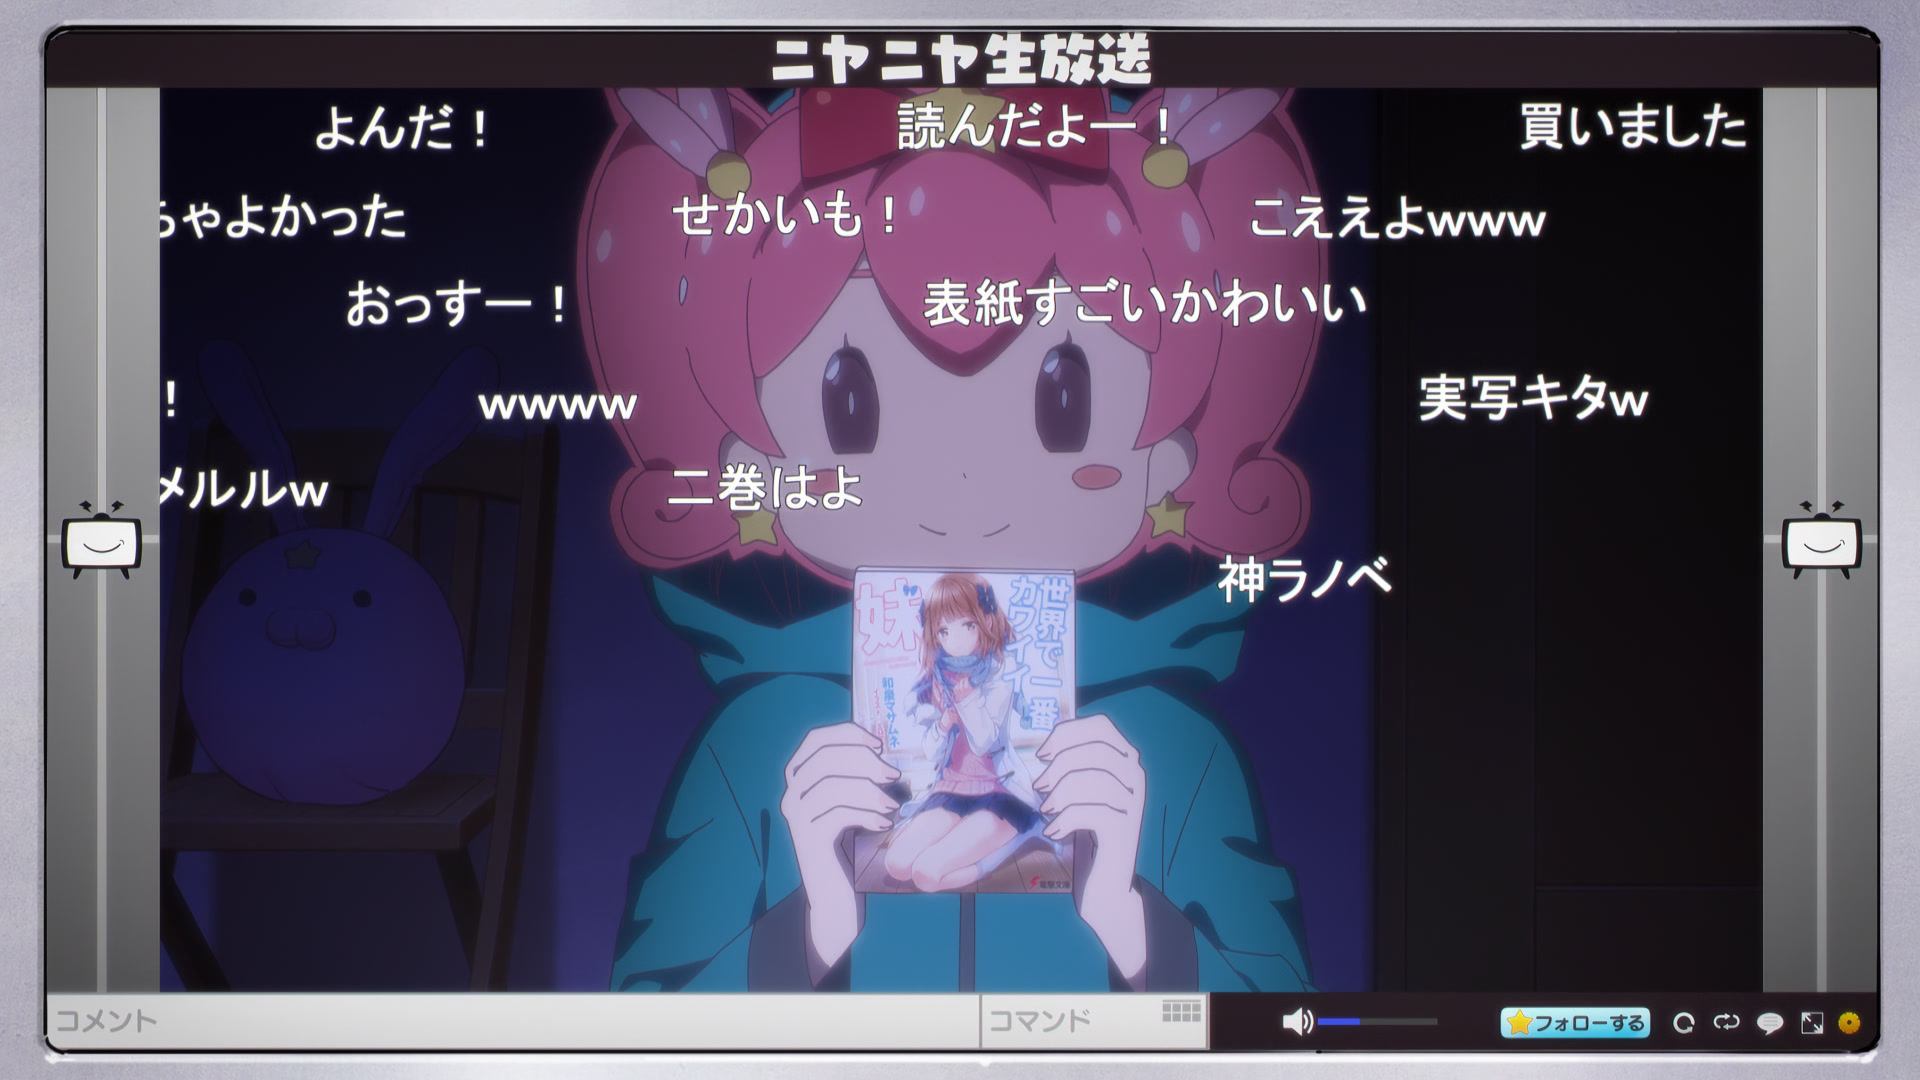 ニヤニヤ生放送
よんだ！
読んだよー！
買いました
ちゃよかった
せかいも！
こええよwww
おっすー！
表紙すごいかわいい
！
wwww
実写キタw
メルルw
二巻はよ
神ラノベ
世界で一番
カワイイ
妹
和泉マサムネ
電撃文庫
コメント
コマンド
フォローする